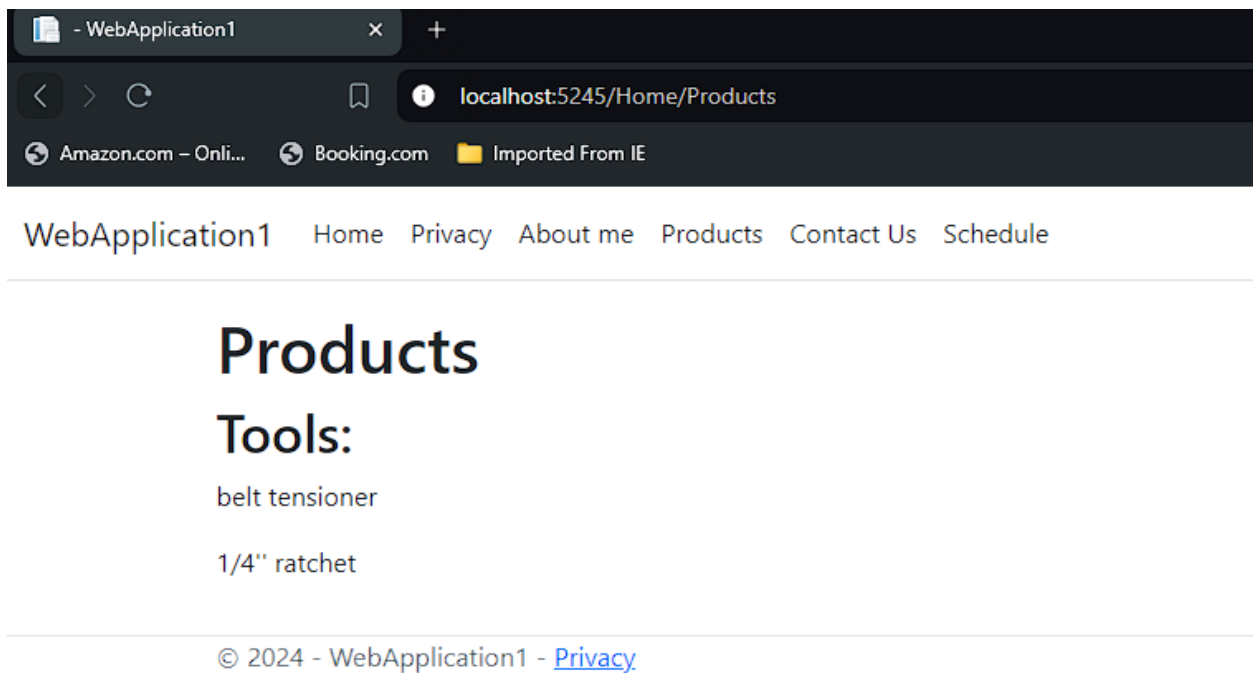 - WebApplication1
localhost:5245/Home/Products
Amazon.com – Onli... Booking.com Imported From IE
WebApplication1 Home Privacy About me Products Contact Us Schedule
Products
Tools:
belt tensioner
1/4'' ratchet
© 2024 - WebApplication1 - Privacy